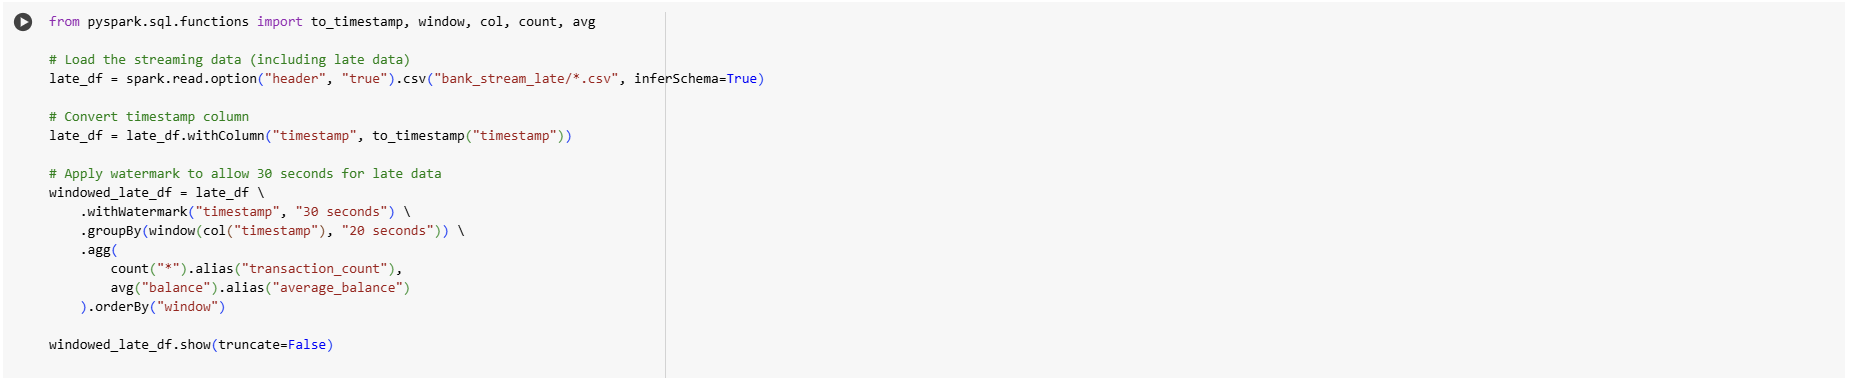 from pyspark.sql.functions import to_timestamp, window, col, count, avg
# Load the streaming data (including late data)
late_df = spark.read.option("header", "true").csv("bank_stream_late/*.csv", inferSchema=True)
# Convert timestamp column
late_df = late_df.withColumn("timestamp", to_timestamp("timestamp"))
# Apply watermark to allow 30 seconds for late data
windowed_late_df = late_df \
    .withWatermark("timestamp", "30 seconds") \
    .groupBy(window(col("timestamp"), "20 seconds")) \
    .agg(
        count("*").alias("transaction_count"),
        avg("balance").alias("average_balance")
    ).orderBy("window")
windowed_late_df.show(truncate=False)